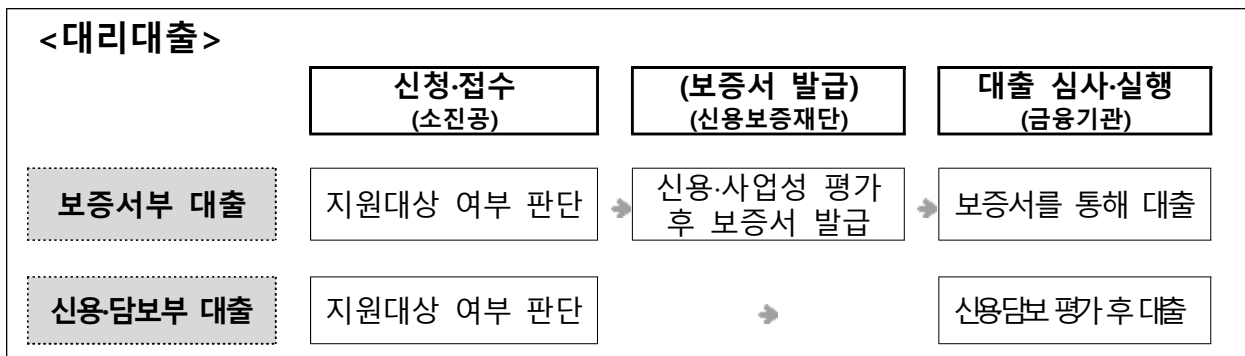 <대리대출>
신청·접수
(소진공)
(보증서 발급)
(신용보증재단)
대출 심사·실행
(금융기관)
보증서부 대출
지원대상 여부 판단
신용·사업성 평가
후 보증서 발급
보증서를 통해 대출
신용·담보부 대출
지원대상 여부 판단
신용담보 평가 후 대출